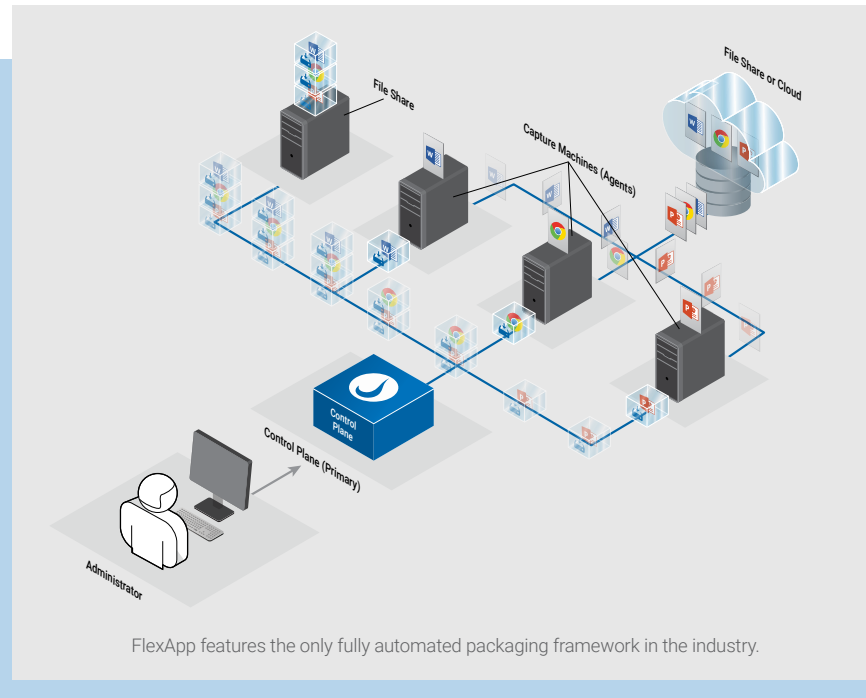 File Share
File Share or Cloud
Capture Machines (Agents)
Control
Plane
Control Plane (Primary)
Administrator
FlexApp features the only fully automated packaging framework in the industry.